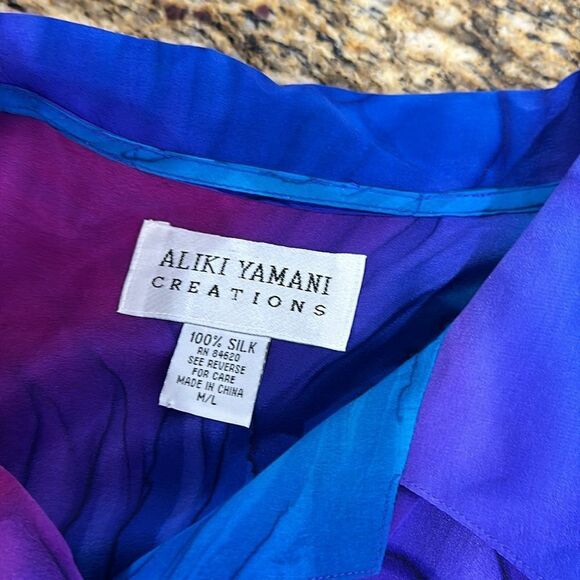 ALIKI YAMANI
CREATIONS
100% SILK
RN 84620
SEE REVERSE
FOR CARE
MADE IN CHINA
M/L